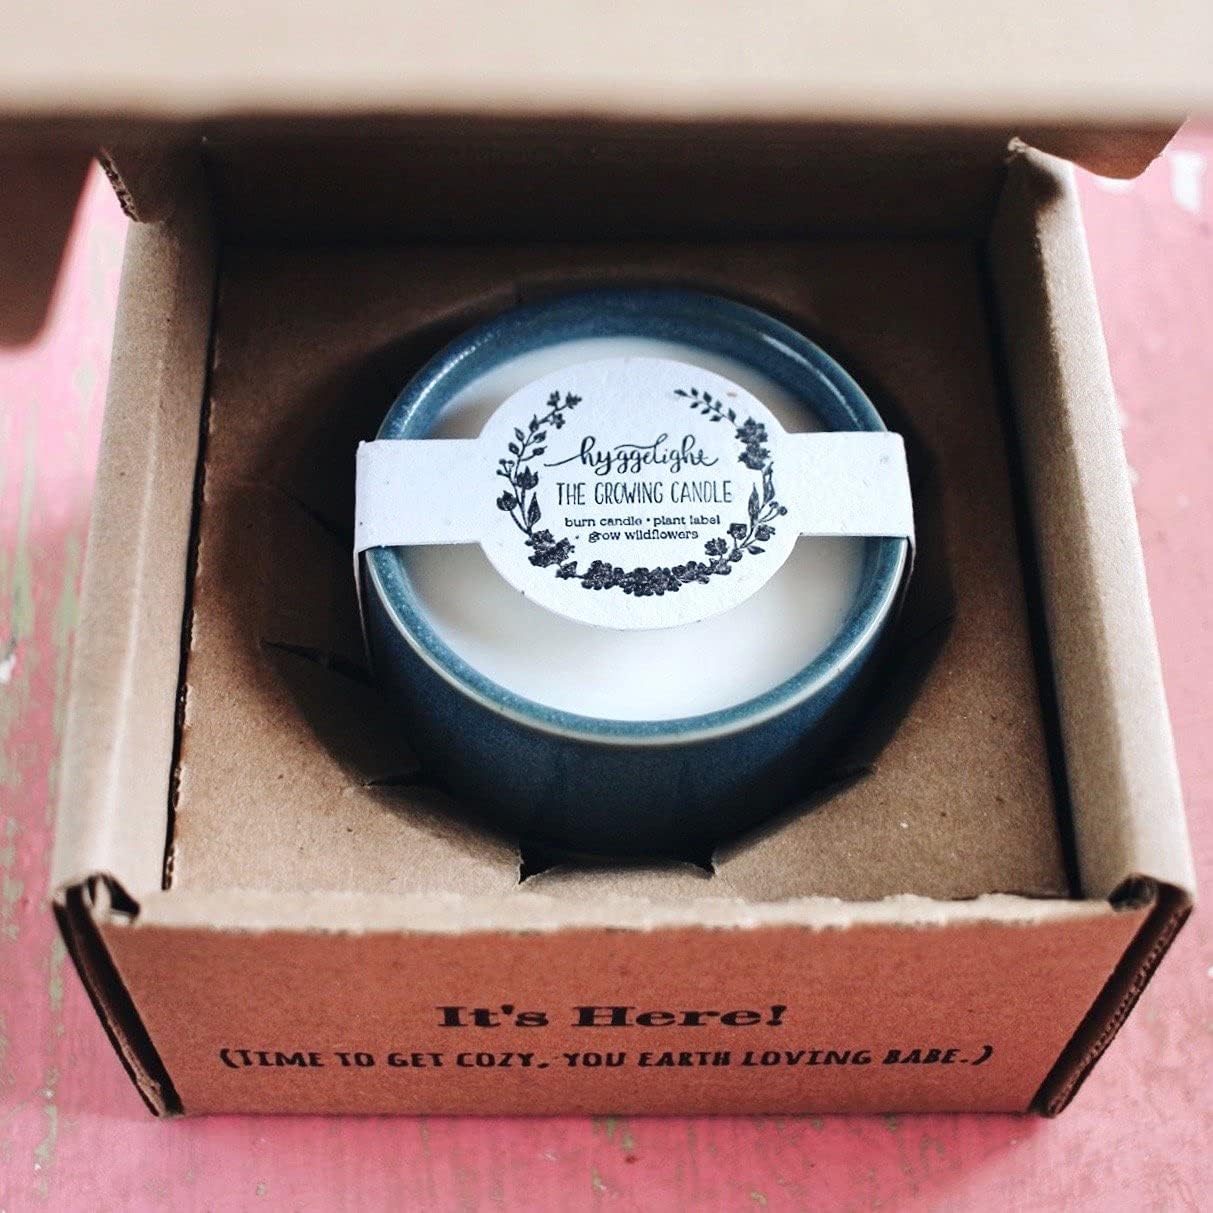 hyggelight
THE GROWING CANDLE
burn candle • plant label
grow wildflowers
It's Here!
(TIME TO GET COZY, YOU EARTH LOVING BABE.)